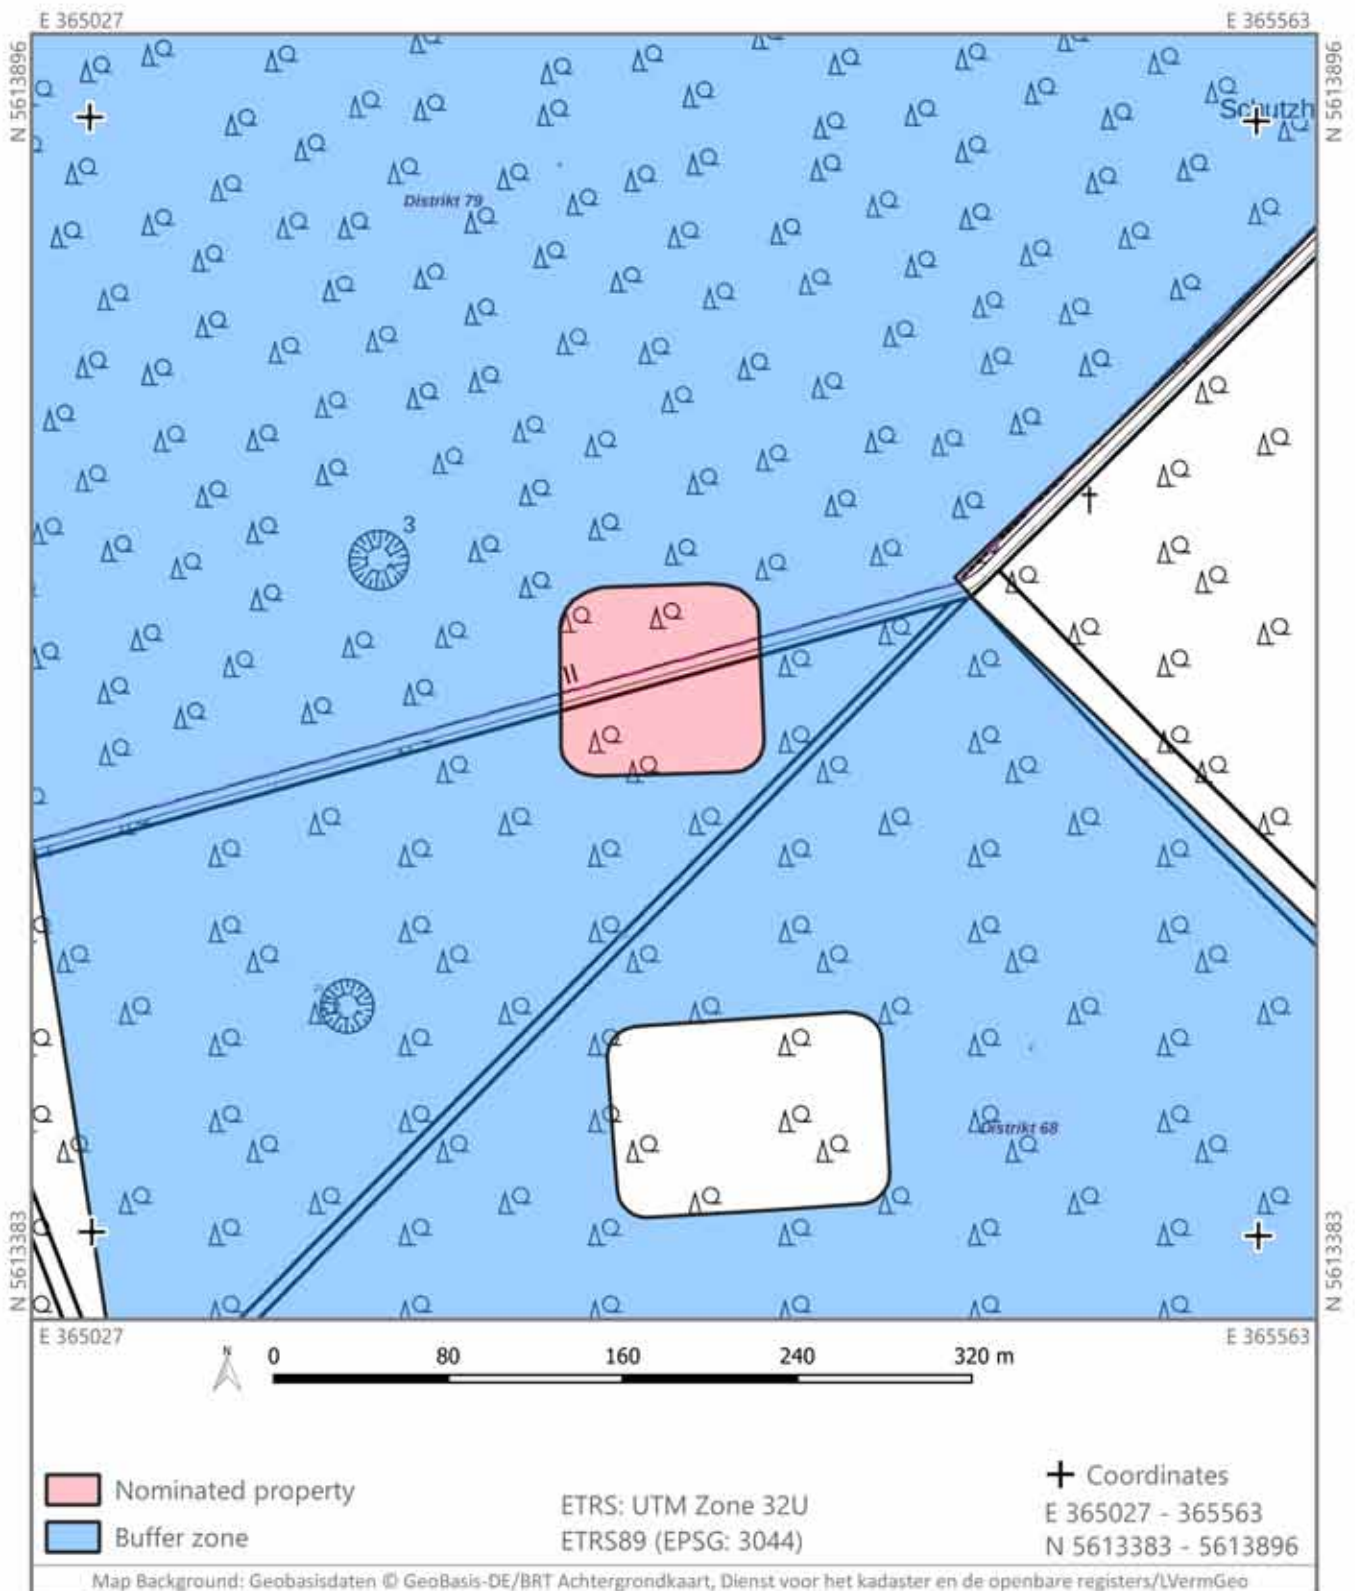 E 365027 E 365563
N 5613896 N 5613896
Schutzh
Distrikt 79
3
Distrikt 68
N 5613383 N 5613383
E 365027 E 365563
N
0 80 160 240 320 m
Nominated property
Buffer zone
ETRS: UTM Zone 32U
ETRS89 (EPSG: 3044)
Coordinates
E 365027 - 365563
N 5613383 - 5613896
Map Background: Geobasisdaten © GeoBasis-DE/BRT Achtergrondkaart, Dienst voor het kadaster en de openbare registers/LVermGeo